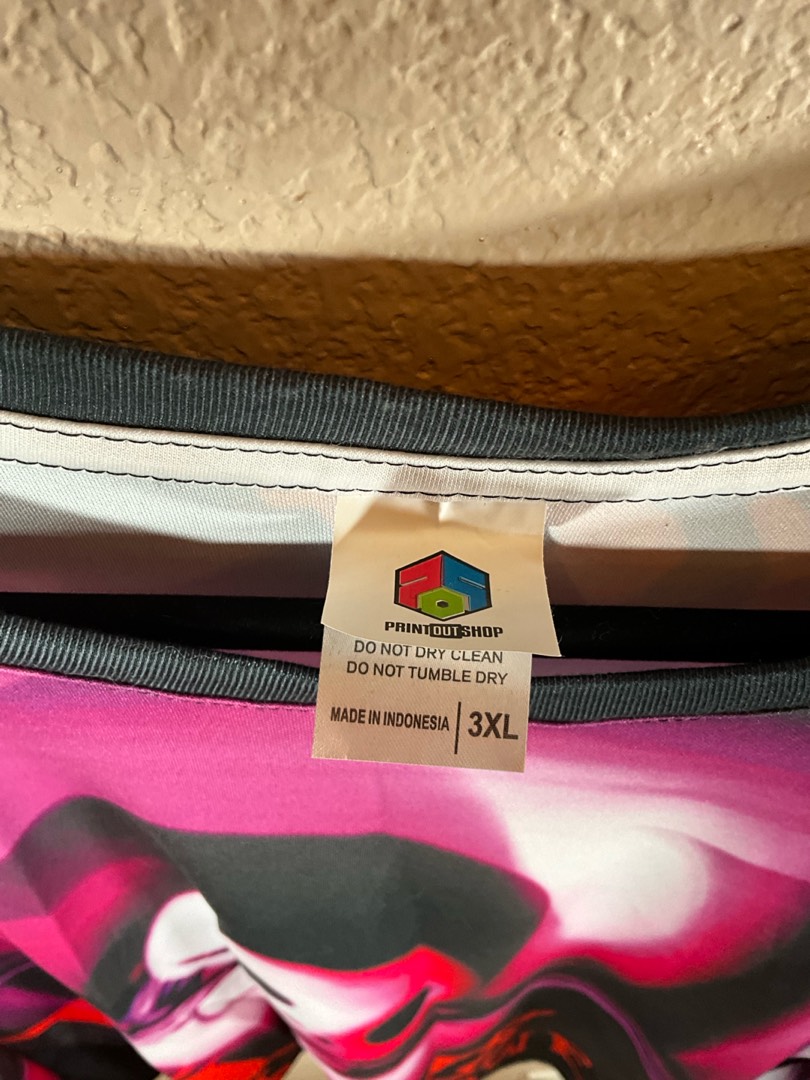 PRINTOUTSHOP
DO NOT DRY CLEAN
DO NOT TUMBLE DRY
MADE IN INDONESIA | 3XL